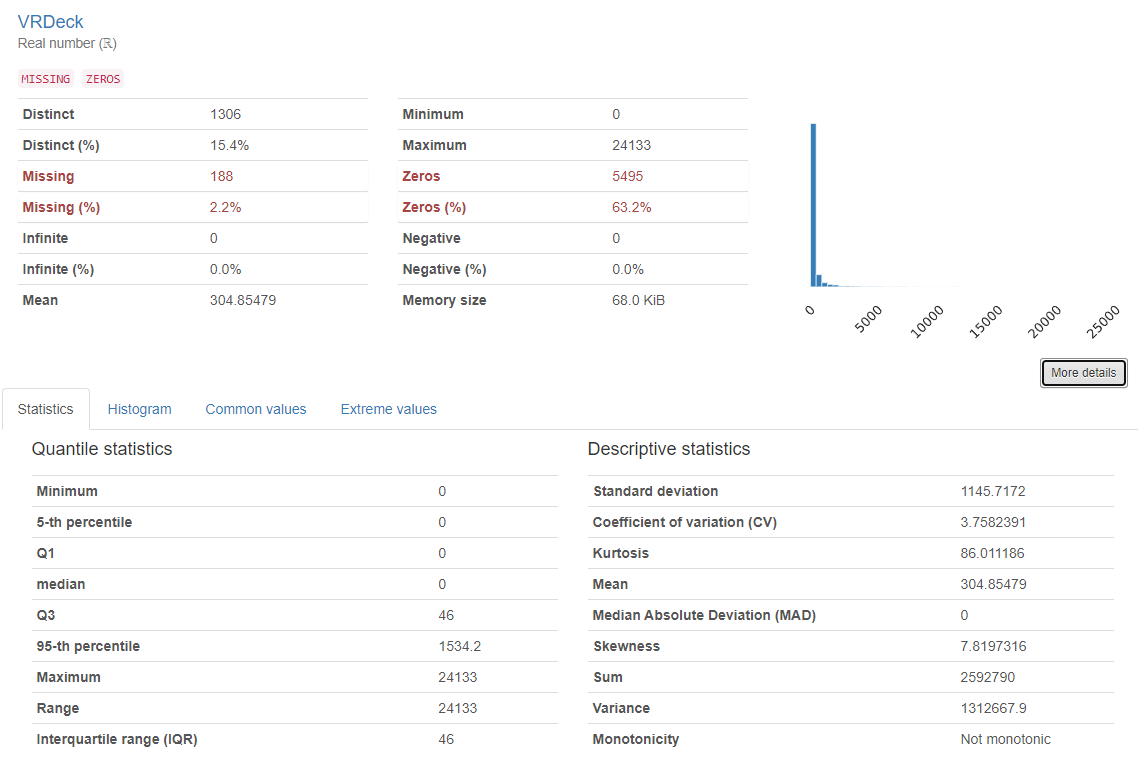 VRDeck
Real number (ℝ)
MISSING ZEROS
Distinct 1306
Distinct (%) 15.4%
Missing 188
Missing (%) 2.2%
Infinite 0
Infinite (%) 0.0%
Mean 304.85479
Minimum 0
Maximum 24133
Zeros 5495
Zeros (%) 63.2%
Negative 0
Negative (%) 0.0%
Memory size 68.0 KiB
0 5000 10000 15000 20000 25000
More details
Statistics Histogram Common values Extreme values
Quantile statistics
Minimum 0
5-th percentile 0
Q1 0
median 0
Q3 46
95-th percentile 1534.2
Maximum 24133
Range 24133
Interquartile range (IQR) 46
Descriptive statistics
Standard deviation 1145.7172
Coefficient of variation (CV) 3.7582391
Kurtosis 86.011186
Mean 304.85479
Median Absolute Deviation (MAD) 0
Skewness 7.8197316
Sum 2592790
Variance 1312667.9
Monotonicity Not monotonic